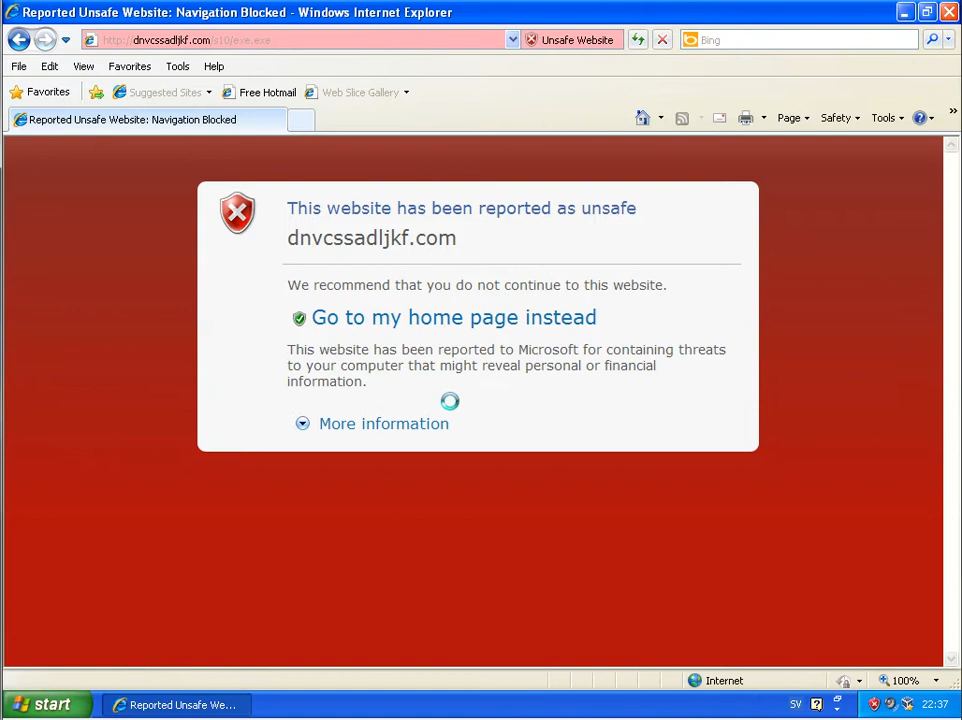 Reported Unsafe Website: Navigation Blocked - Windows Internet Explorer
http://dnvcssadljkf.com/s10/exe.exe
Unsafe Website
Bing
File Edit View Favorites Tools Help
Favorites Suggested Sites Free Hotmail Web Slice Gallery
Reported Unsafe Website: Navigation Blocked
Page Safety Tools »
This website has been reported as unsafe
dnvcssadljkf.com
We recommend that you do not continue to this website.
Go to my home page instead
This website has been reported to Microsoft for containing threats
to your computer that might reveal personal or financial
information.
More information
Internet 100%
start Reported Unsafe We... SV 22:37